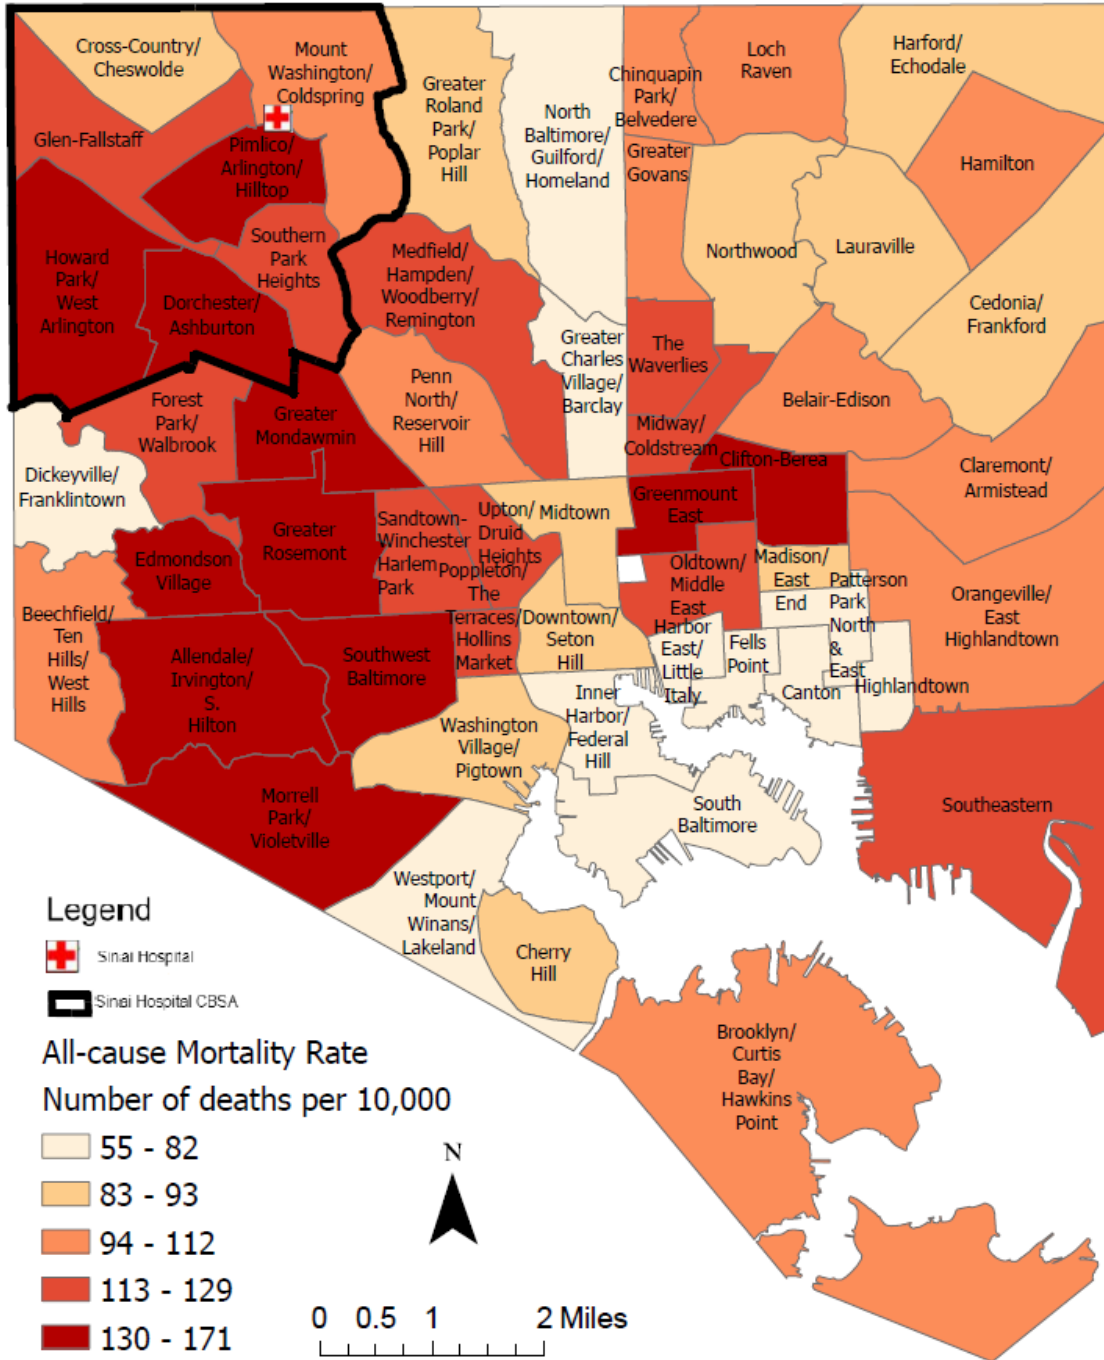 Cross-Country/
Cheswolde
Mount
Washington/
Coldspring
Greater
Roland
Park/
Poplar
Hill
North
Baltimore/
Guilford/
Homeland
Chinquapin
Park/
Belvedere
Loch
Raven
Harford/
Echodale
Glen-Fallstaff
Pimlico/
Arlington/
Hilltop
Greater
Govans
Hamilton
Howard
Park/
West
Arlington
Dorchester/
Ashburton
Southern
Park
Heights
Medfield/
Hampden/
Woodberry/
Remington
Northwood
Lauraville
Cedonia/
Frankford
Greater
Charles
Village/
Barclay
The
Waverlies
Forest
Park/
Walbrook
Greater
Mondawmin
Penn
North/
Reservoir
Hill
Belair-Edison
Midway/
Coldstream
Clifton-Berea
Claremont/
Armistead
Dickeyville/
Franklintown
Greater
Rosemont
Sandtown-
Winchester
Harlem
Park
Upton/
Druid
Heights
Midtown
Greenmount
East
Edmondson
Village
Poppleton/
The
Terraces/
Hollins
Market
Oldtown/
Middle
East
Madison/
East
End
Patterson
Park
North
&
East
Orangeville/
East
Highlandtown
Beechfield/
Ten
Hills/
West
Hills
Allendale/
Irvington/
S.
Hilton
Southwest
Baltimore
Downtown/
Seton
Hill
Harbor
East/
Little
Italy
Fells
Point
Canton
Highlandtown
Washington
Village/
Pigtown
Inner
Harbor/
Federal
Hill
Morrell
Park/
Violetville
South
Baltimore
Southeastern
Westport/
Mount
Winans/
Lakeland
Cherry
Hill
Brooklyn/
Curtis
Bay/
Hawkins
Point
Legend
Sinai Hospital
Sinai Hospital CBSA
All-cause Mortality Rate
Number of deaths per 10,000
55 - 82
83 - 93
94 - 112
113 - 129
130 - 171
N
0 0.5 1 2 Miles